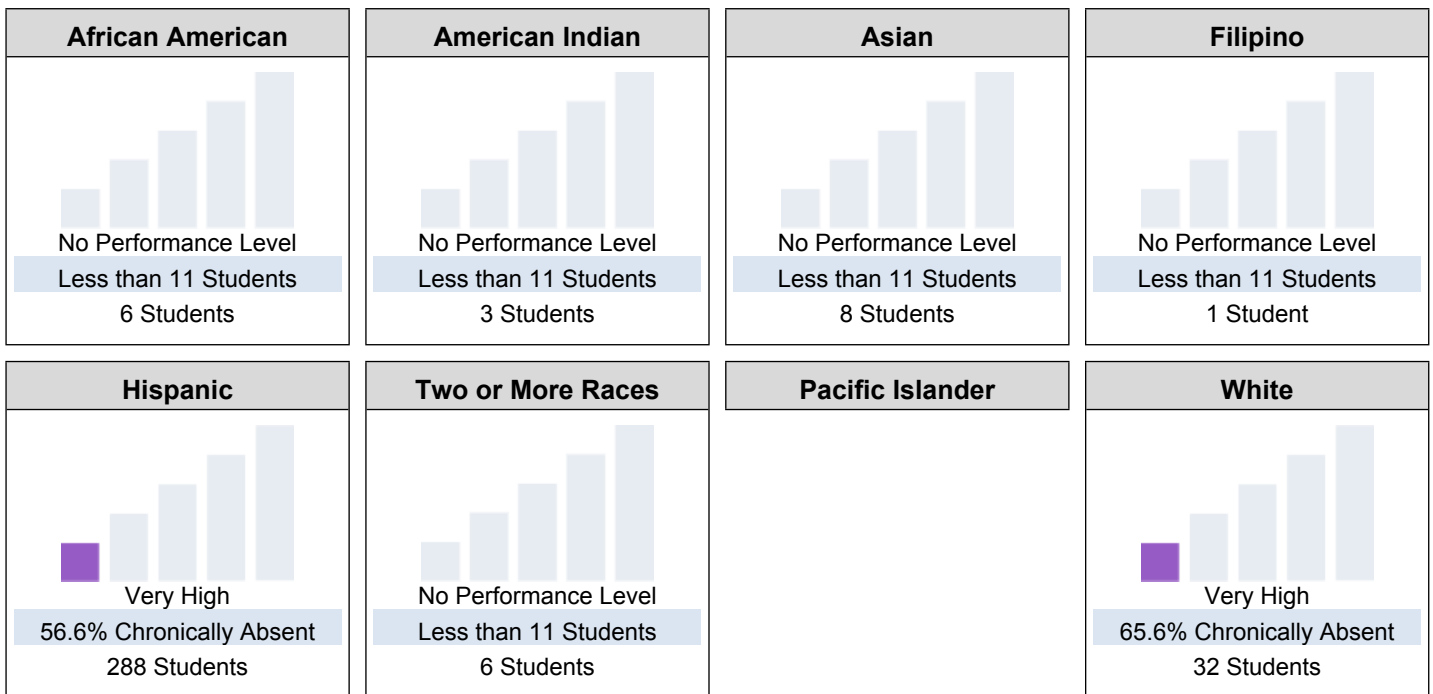 African American
No Performance Level
Less than 11 Students
6 Students
American Indian
No Performance Level
Less than 11 Students
3 Students
Asian
No Performance Level
Less than 11 Students
8 Students
Filipino
No Performance Level
Less than 11 Students
1 Student
Hispanic
Very High
56.6% Chronically Absent
288 Students
Two or More Races
No Performance Level
Less than 11 Students
6 Students
Pacific Islander
White
Very High
65.6% Chronically Absent
32 Students